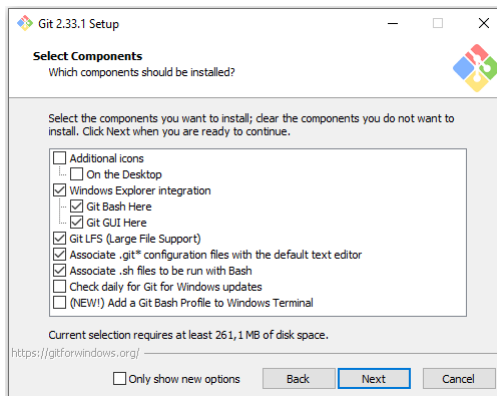 Git 2.33.1 Setup
Select Components
Which components should be installed?
Select the components you want to install; clear the components you do not want to
install. Click Next when you are ready to continue.
Additional icons
On the Desktop
Windows Explorer integration
Git Bash Here
Git GUI Here
Git LFS (Large File Support)
Associate .git* configuration files with the default text editor
Associate .sh files to be run with Bash
Check daily for Git for Windows updates
(NEW!) Add a Git Bash Profile to Windows Terminal
Current selection requires at least 261,1 MB of disk space.
https://gitforwindows.org/
Only show new options
Back
Next
Cancel